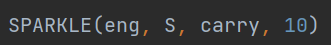 SPARKLE(eng, S, carry, 10)